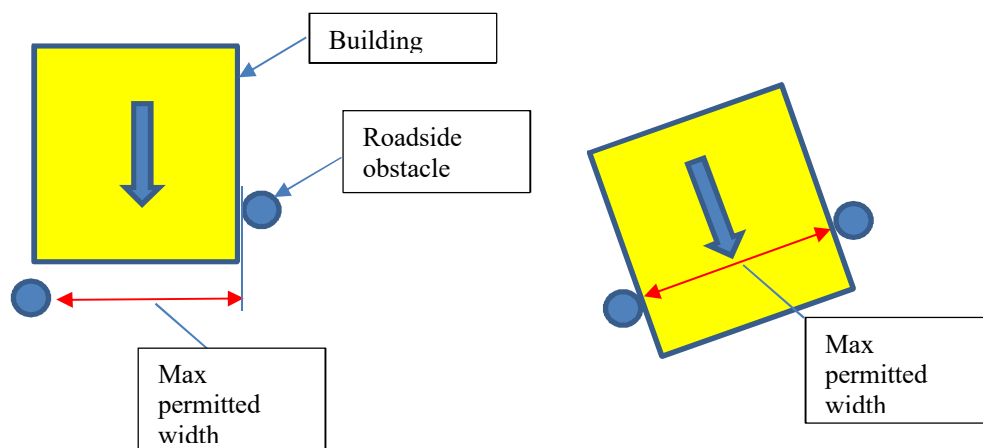 Building
Roadside
obstacle
Max
permitted
width
Max
permitted
width